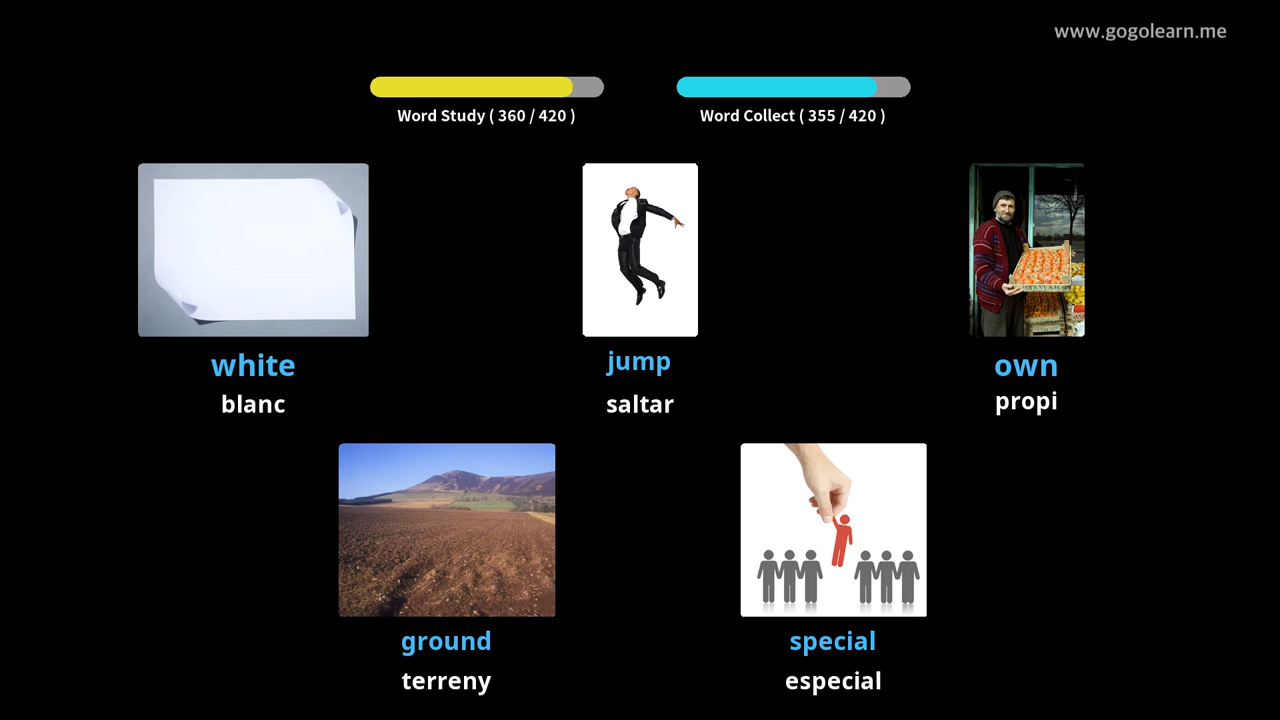 www.gogolearn.me
Word Study ( 360 / 420 )
Word Collect ( 355 / 420 )
white
blanc
jump
saltar
own
propi
ground
terreny
special
especial